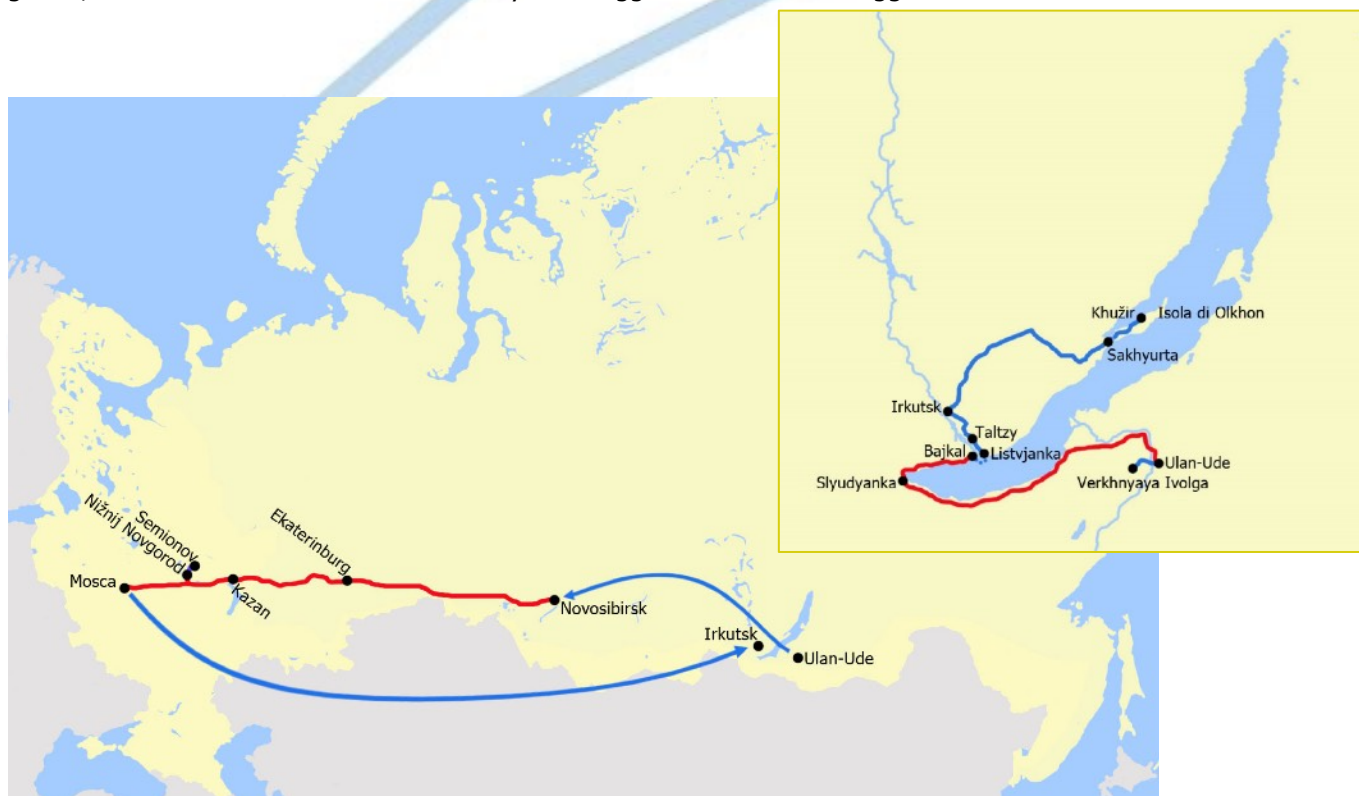 Khužir
Isola di Olkhon
Sakhyurta
Irkutsk
Taltzy
Bajkal
Listvjanka
Slyudyanka
Ulan-Ude
Verkhnyaya Ivolga
Semionov
Nižnij Novgorod
Ekaterinburg
Mosca
Kazan
Novosibirsk
Irkutsk
Ulan-Ude